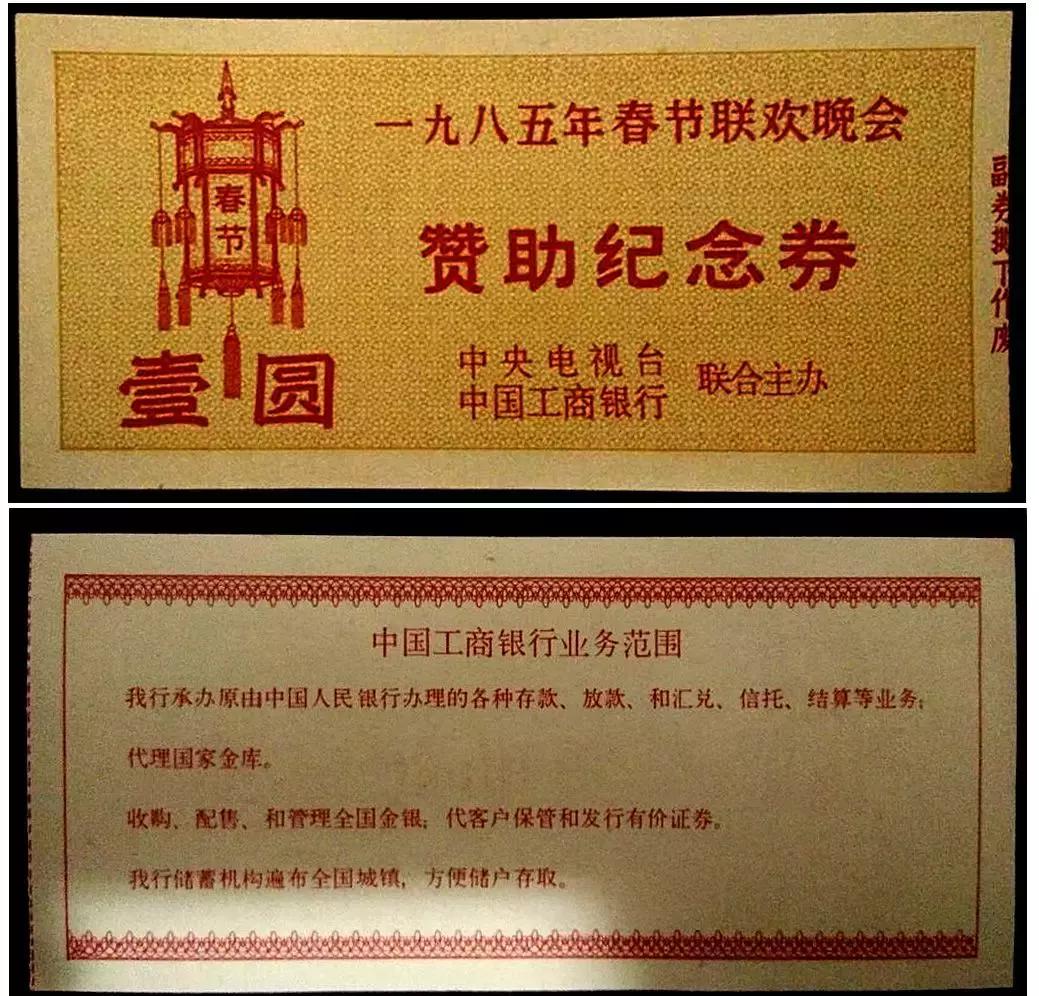 一九八五年春节联欢晚会
春节
赞助纪念券
壹圆
中央电视台
中国工商银行
联合主办
副券撕下作废
中国工商银行业务范围
我行承办原由中国人民银行办理的各种存款、放款、和汇兑、信托、结算等业务；
代理国家金库。
收购、配售、和管理全国金银；代客户保管和发行有价证券。
我行储蓄机构遍布全国城镇，方便储户存取。